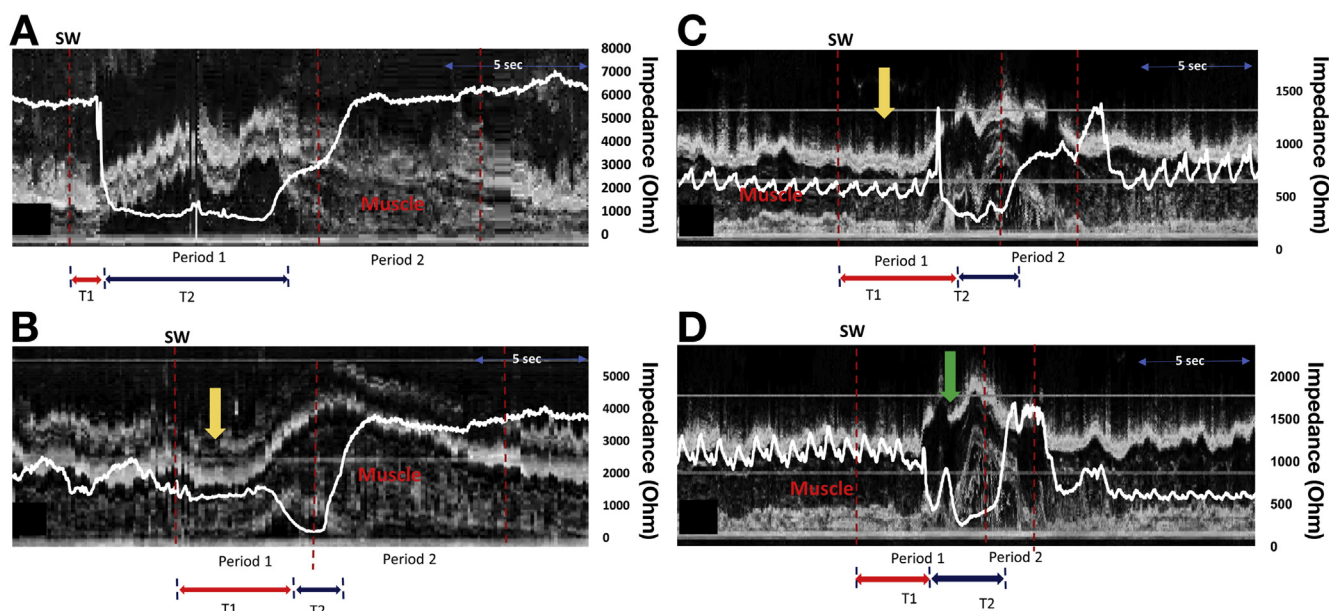 A
SW
5 sec
8000
7000
6000
5000
4000
3000
2000
1000
0
Impedance (Ohm)
Muscle
Period 1
Period 2
T1
T2
B
SW
5 sec
5000
4000
3000
2000
1000
0
Impedance (Ohm)
Muscle
Period 1
Period 2
T1
T2
C
SW
5 sec
1500
1000
500
0
Impedance (Ohm)
Muscle
Period 1
Period 2
T1
T2
D
SW
5 sec
2000
1500
1000
500
0
Impedance (Ohm)
Muscle
Period 1
Period 2
T1
T2